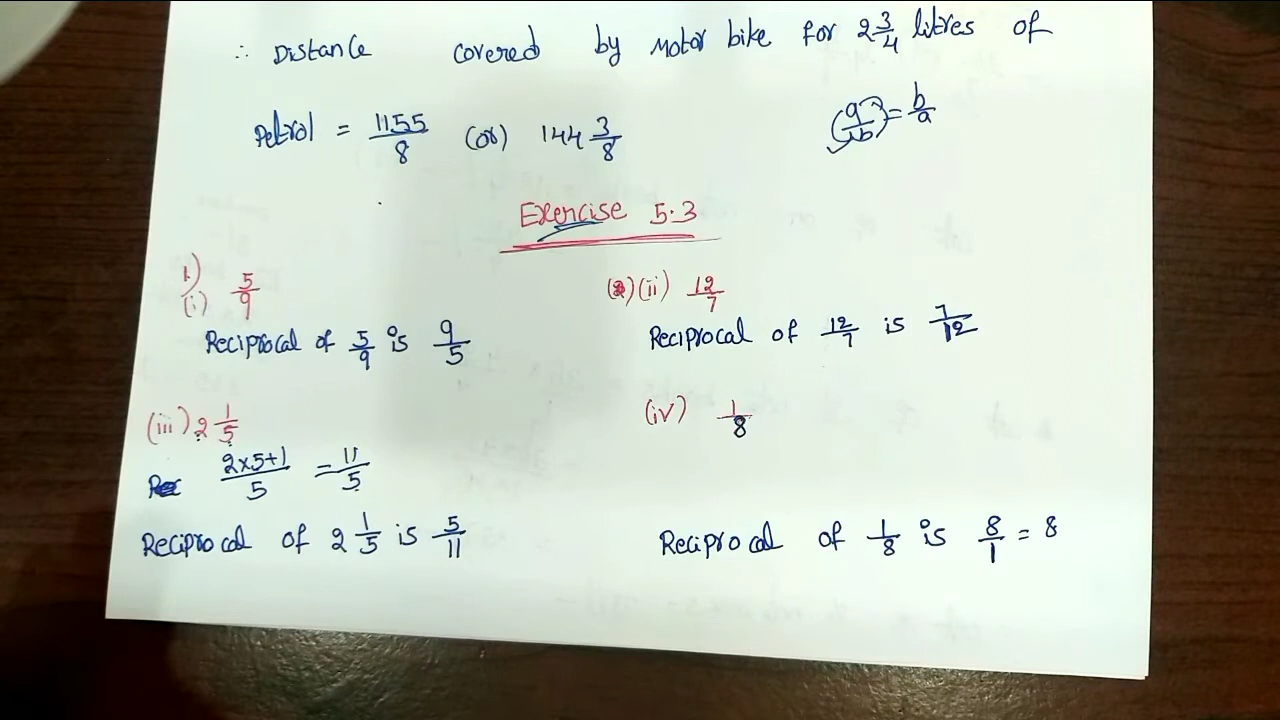 ∴ Distance covered by Motor bike for 2 3/4 litres of
Petrol = 1155/8 (or) 144 3/8
(a/b) = b/a
Exercise 5.3
1)
(i) 5/9
Reciprocal of 5/9 is 9/5
(2) (ii) 12/7
Reciprocal of 12/7 is 7/12
(iii) 2 1/5
Rec (2×5+1)/5 = 11/5
Reciprocal of 2 1/5 is 5/11
(iv) 1/8
Reciprocal of 1/8 is 8/1 = 8